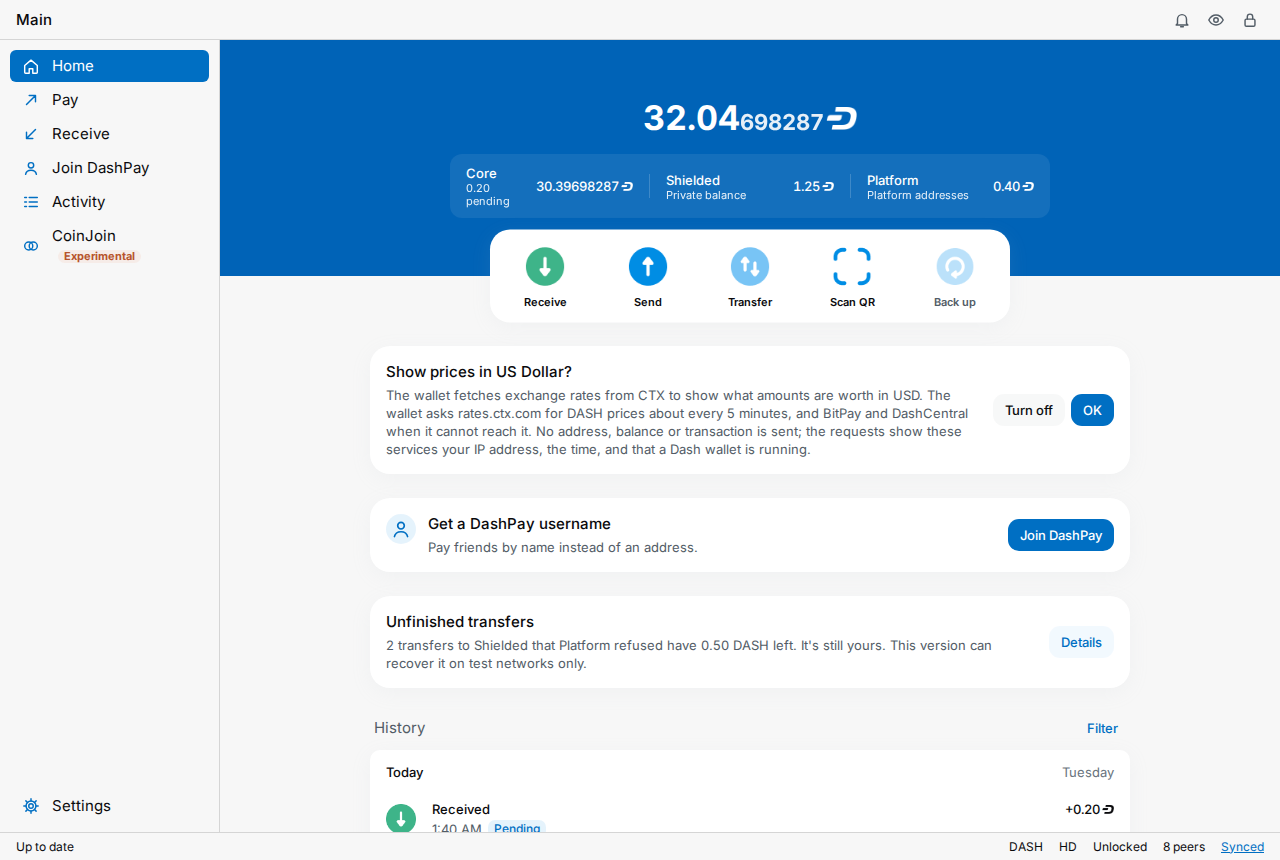 Main
Home
Pay
Receive
Join DashPay
Activity
CoinJoin
Experimental
Settings
32.04698287
Core
0.20
pending
30.39698287
Shielded
Private balance
1.25
Platform
Platform addresses
0.40
Receive
Send
Transfer
Scan QR
Back up
Show prices in US Dollar?
The wallet fetches exchange rates from CTX to show what amounts are worth in USD. The
wallet asks rates.ctx.com for DASH prices about every 5 minutes, and BitPay and DashCentral
when it cannot reach it. No address, balance or transaction is sent; the requests show these
services your IP address, the time, and that a Dash wallet is running.
Turn off
OK
Get a DashPay username
Pay friends by name instead of an address.
Join DashPay
Unfinished transfers
2 transfers to Shielded that Platform refused have 0.50 DASH left. It's still yours. This version can
recover it on test networks only.
Details
History
Filter
Today
Tuesday
Received
+0.20
1:40 AM
Pending
Up to date
DASH
HD
Unlocked
8 peers
Synced